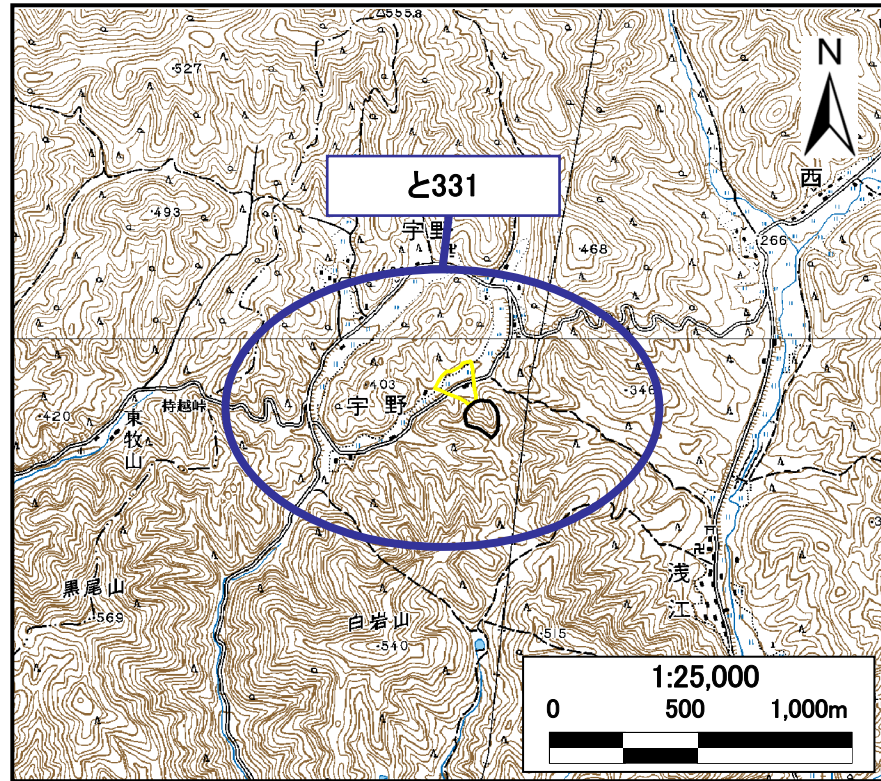 555.8
・527
N
西
と331
宇野
・493
・468
・266
・403
・346
宇野
持越峠
・420
東牧山
浅江
黒尾山
・569
白岩山
・540
・515
1:25,000
0 500 1,000m